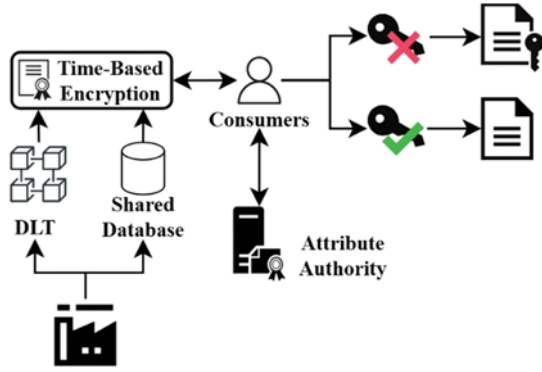 Time-Based
Encryption
Consumers
DLT
Shared
Database
Attribute
Authority